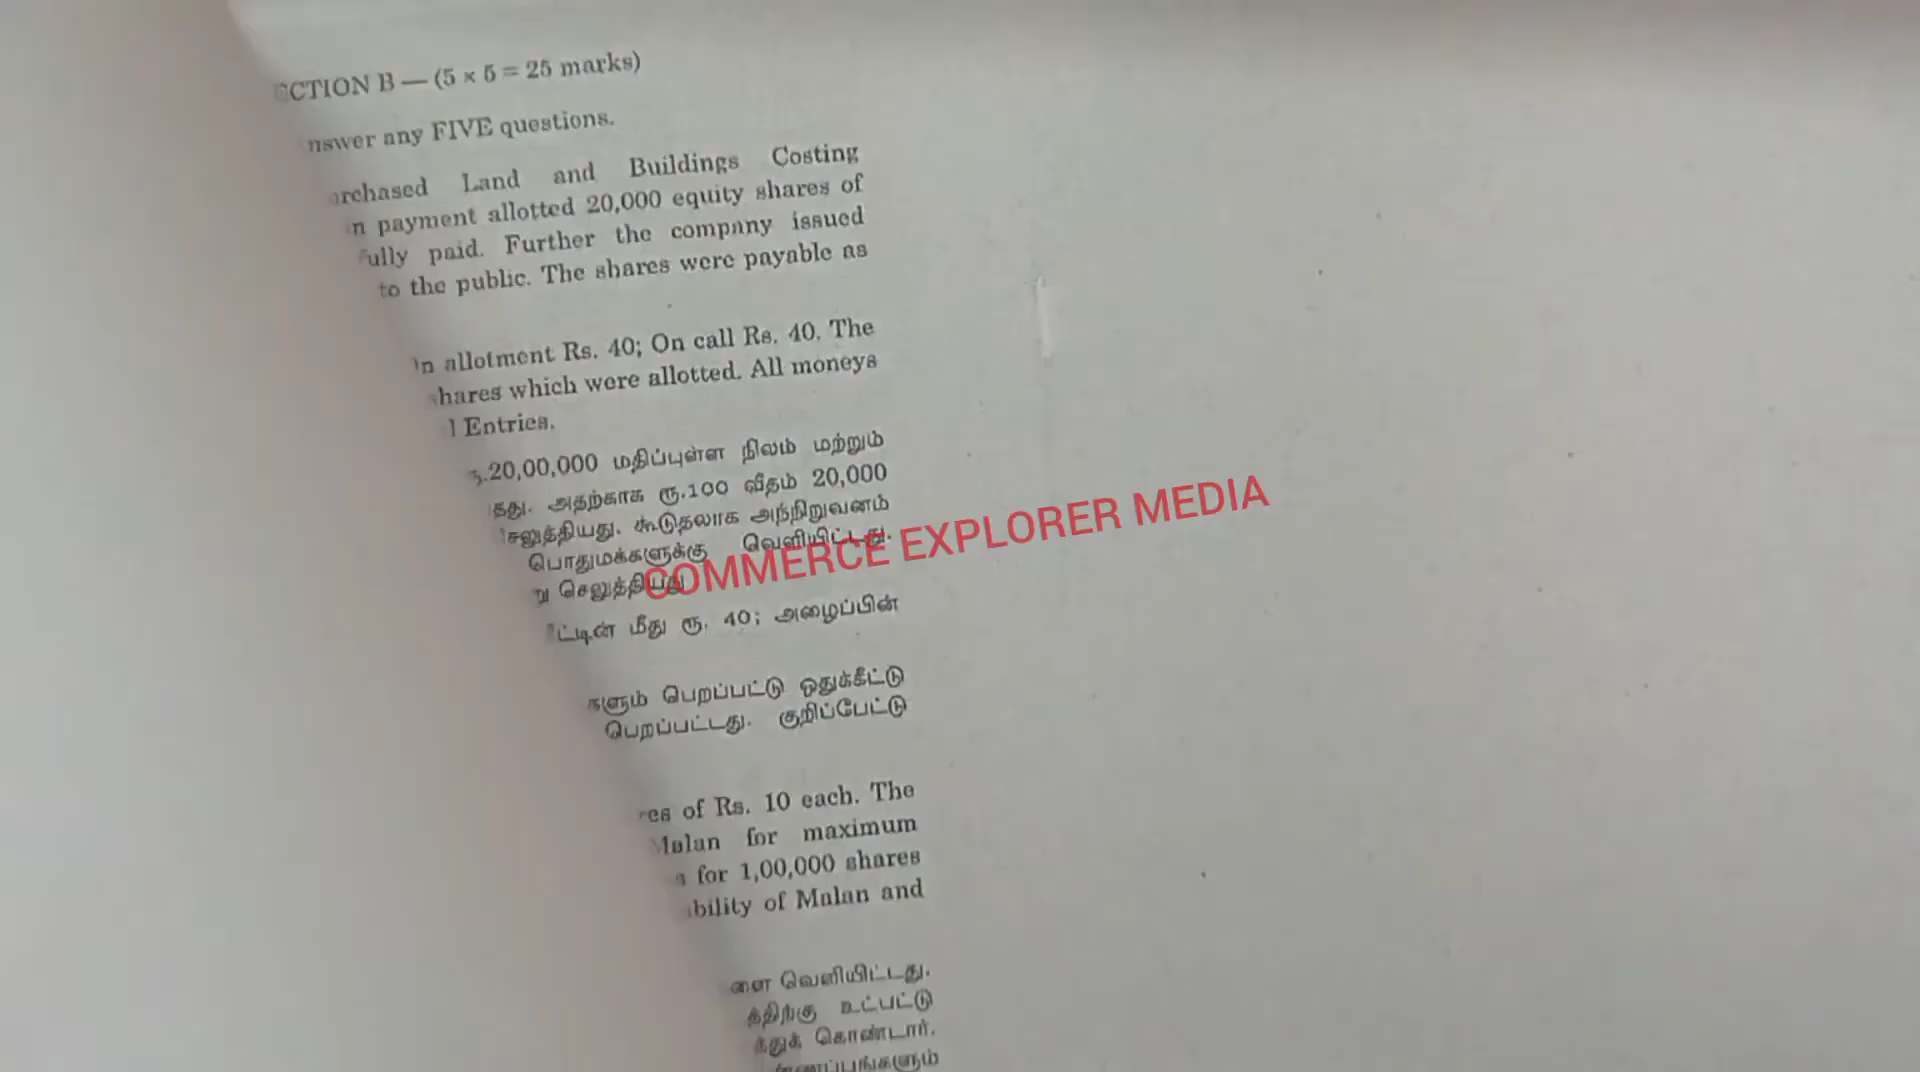 CTION B — (5 × 5 = 25 marks)
nswer any FIVE questions.
rchased Land and Buildings Costing
n payment allotted 20,000 equity shares of
ully paid. Further the company issued
to the public. The shares were payable as
n allotment Rs. 40; On call Rs. 40. The
hares which were allotted. All moneys
l Entries.
20,00,000 மதிப்புள்ள நிலம் மற்றும்
தது. அதற்காக ரூ.100 வீதம் 20,000
செலுத்தியது. கூடுதலாக அந்நிறுவனம்
பொதுமக்களுக்கு வெளியிட்டது.
று செலுத்தியது
COMMERCE EXPLORER MEDIA
ட்டின் மீது ரூ. 40; அழைப்பின்
களும் பெறப்பட்டு ஒதுக்கீட்டு
பெறப்பட்டது. குறிப்பேட்டு
res of Rs. 10 each. The
Malan for maximum
for 1,00,000 shares
bility of Malan and
ளை வெளியிட்டது.
த்திற்கு உட்பட்டு
த்துக் கொண்டார்.